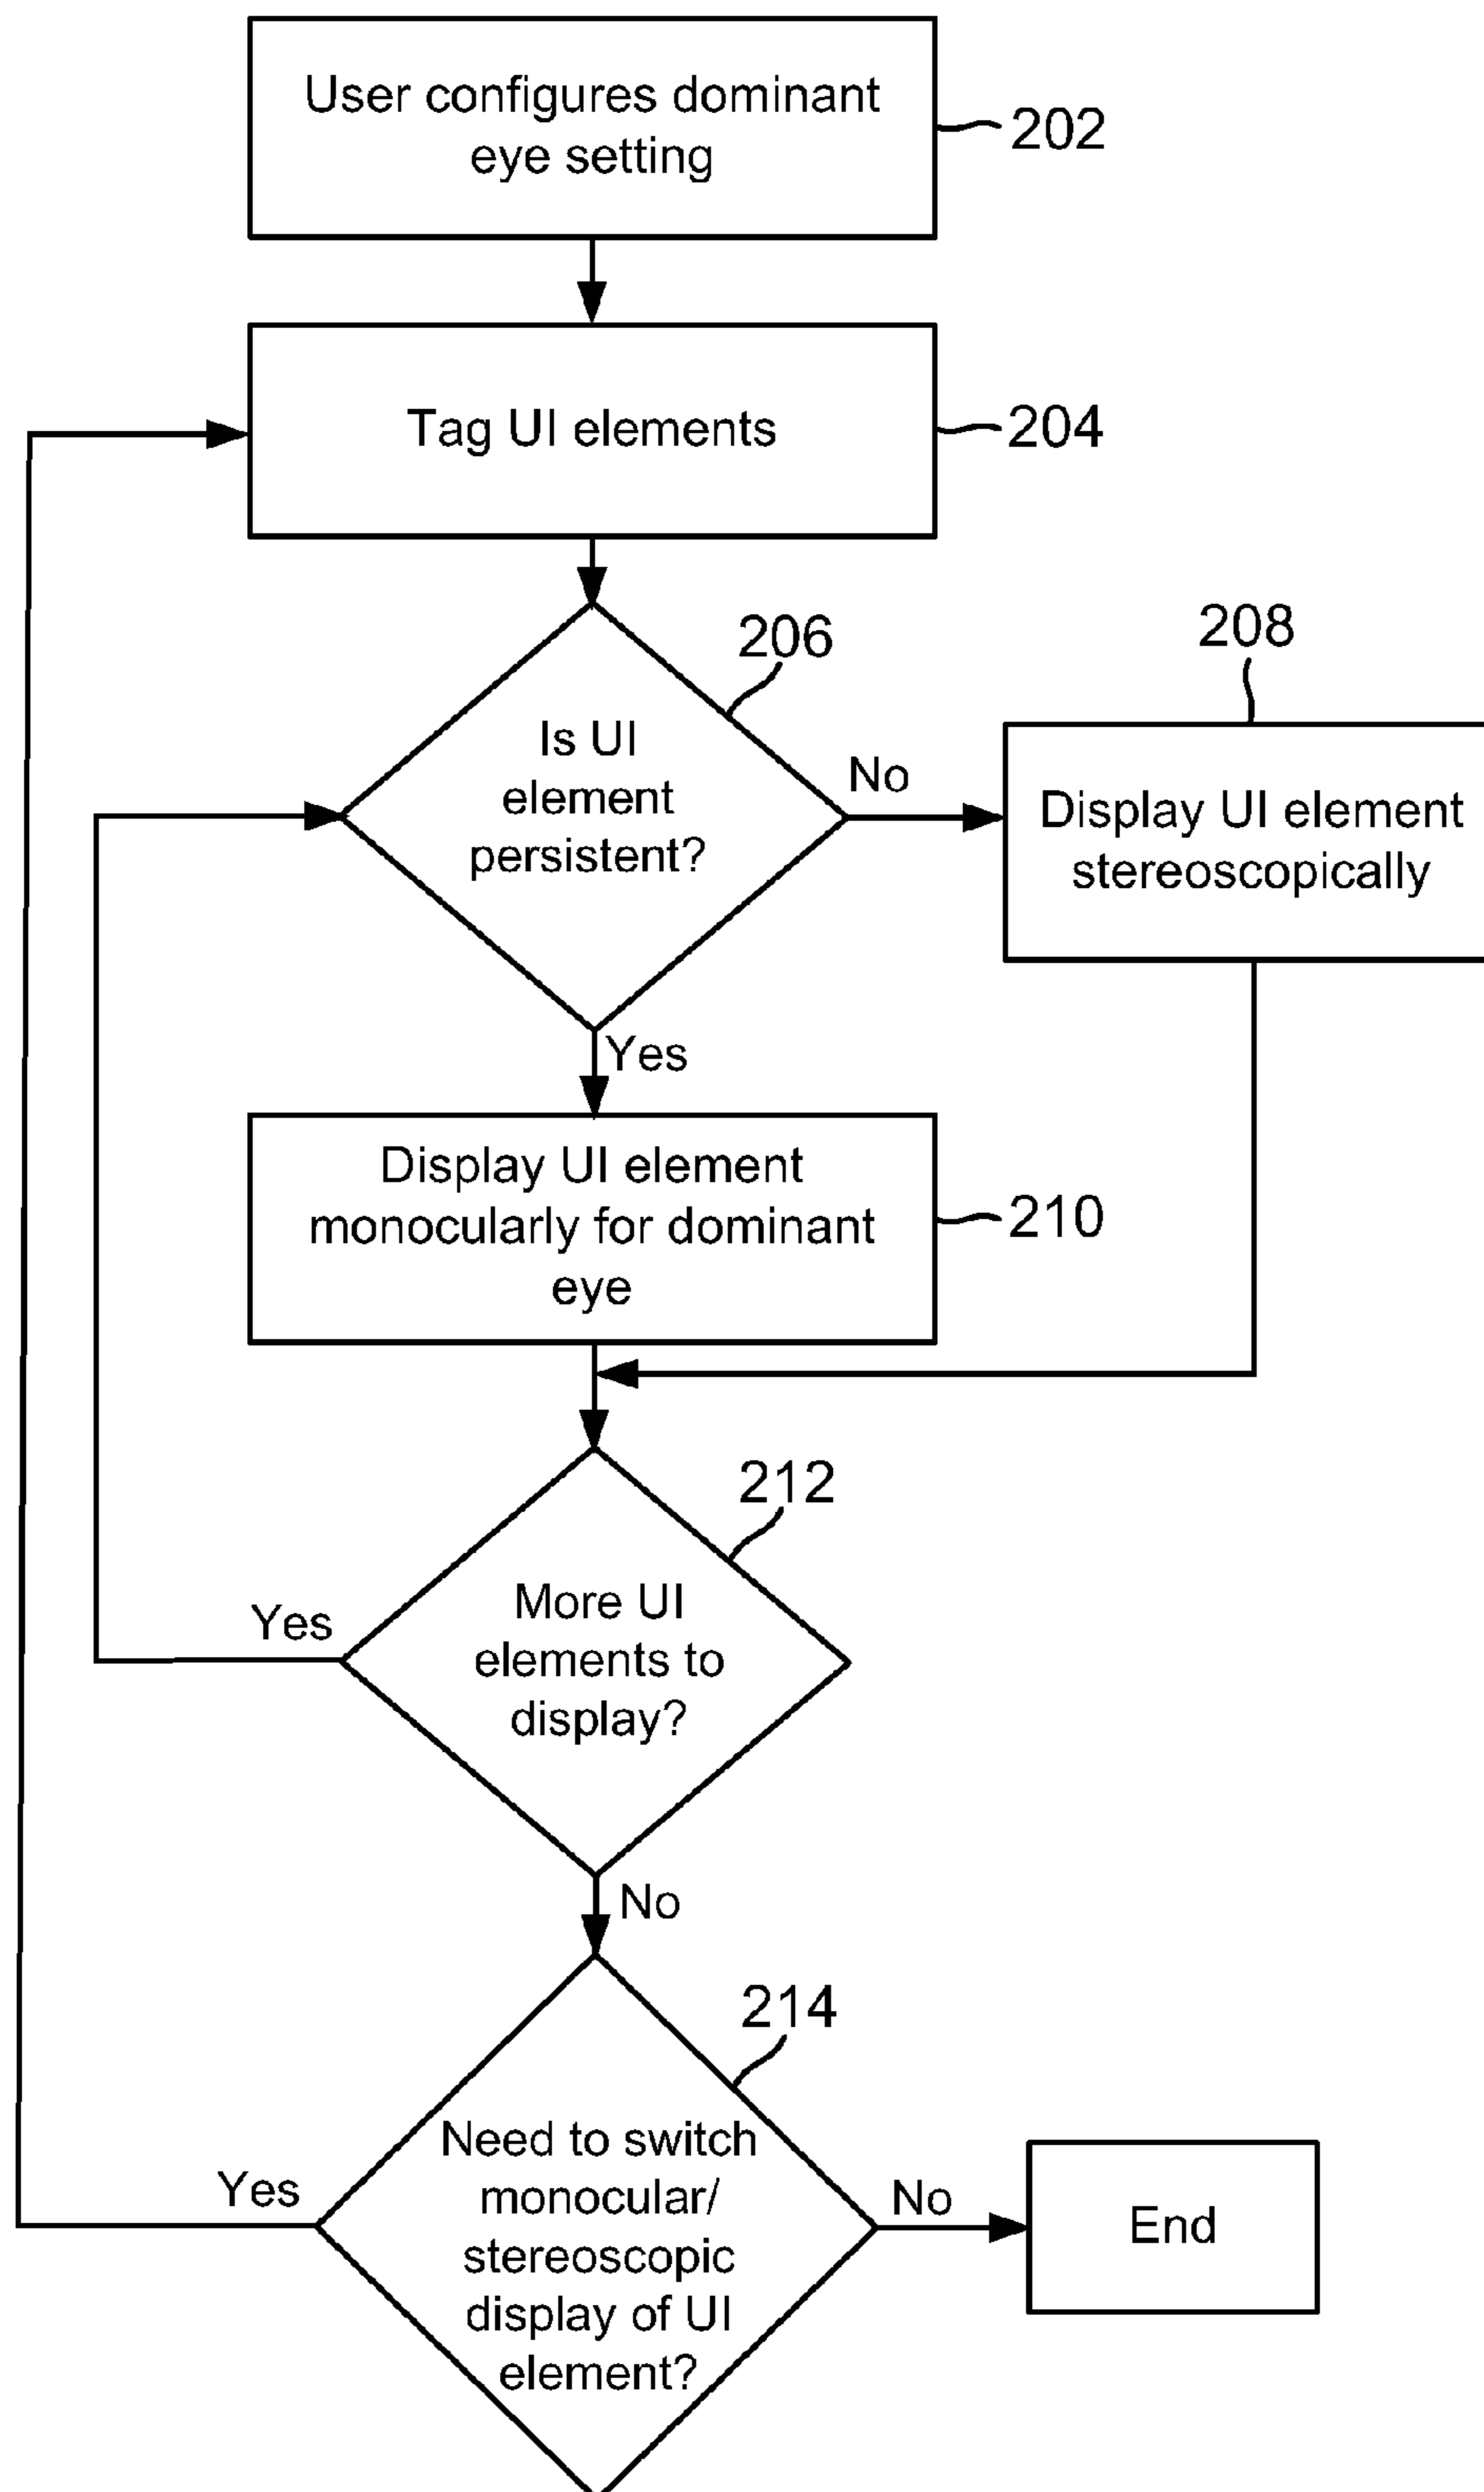 User configures dominant
eye setting
202
Tag UI elements
204
206
Is UI
element
persistent?
No
208
Display UI element
stereoscopically
Yes
Display UI element
monocularly for dominant
eye
210
212
More UI
elements to
display?
Yes
No
214
Need to switch
monocular/
stereoscopic
display of UI
element?
Yes
No
End